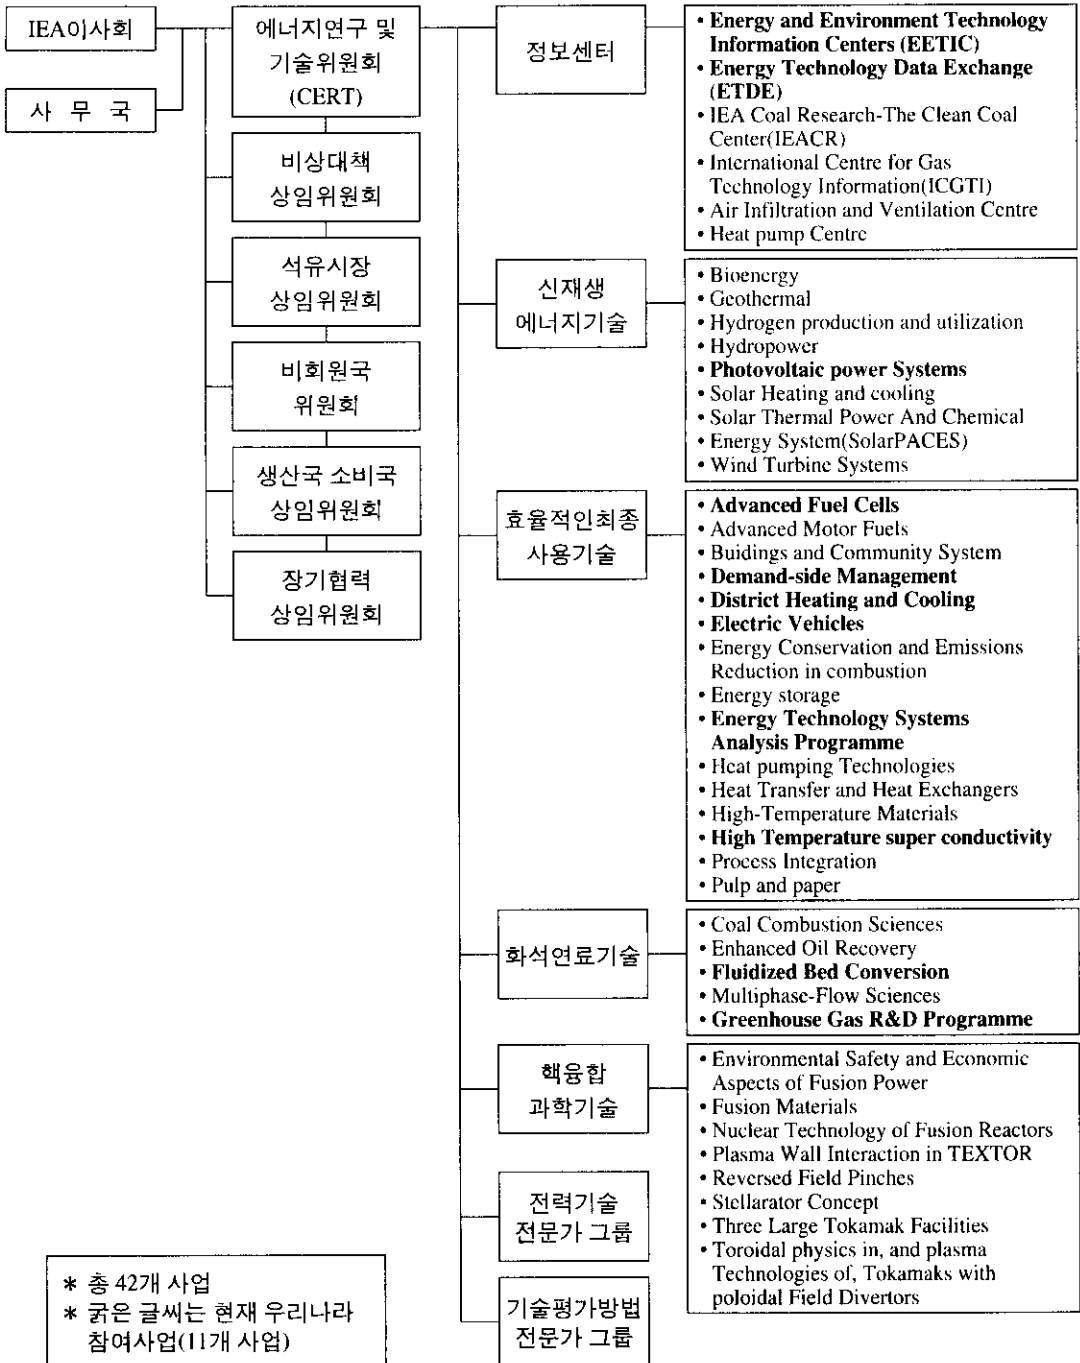 IEA이사회
사 무 국
에너지연구 및
기술위원회
(CERT)
비상대책
상임위원회
석유시장
상임위원회
비회원국
위원회
생산국 소비국
상임위원회
장기협력
상임위원회
정보센터
• Energy and Environment Technology
Information Centers (EETIC)
• Energy Technology Data Exchange
(ETDE)
• IEA Coal Research-The Clean Coal
Center(IEACR)
• International Centre for Gas
Technology Information(ICGTI)
• Air Infiltration and Ventilation Centre
• Heat pump Centre
신재생
에너지기술
• Bioenergy
• Geothermal
• Hydrogen production and utilization
• Hydropower
• Photovoltaic power Systems
• Solar Heating and cooling
• Solar Thermal Power And Chemical
• Energy System(SolarPACES)
• Wind Turbine Systems
효율적인최종
사용기술
• Advanced Fuel Cells
• Advanced Motor Fuels
• Buidings and Community System
• Demand-side Management
• District Heating and Cooling
• Electric Vehicles
• Energy Conservation and Emissions
Reduction in combustion
• Energy storage
• Energy Technology Systems
Analysis Programme
• Heat pumping Technologies
• Heat Transfer and Heat Exchangers
• High-Temperature Materials
• High Temperature super conductivity
• Process Integration
• Pulp and paper
화석연료기술
• Coal Combustion Sciences
• Enhanced Oil Recovery
• Fluidized Bed Conversion
• Multiphase-Flow Sciences
• Greenhouse Gas R&D Programme
핵융합
과학기술
• Environmental Safety and Economic
Aspects of Fusion Power
• Fusion Materials
• Nuclear Technology of Fusion Reactors
• Plasma Wall Interaction in TEXTOR
• Reversed Field Pinches
• Stellarator Concept
• Three Large Tokamak Facilities
• Toroidal physics in, and plasma
Technologies of, Tokamaks with
poloidal Field Divertors
전력기술
전문가 그룹
기술평가방법
전문가 그룹
* 총 42개 사업
* 굵은 글씨는 현재 우리나라
참여사업(11개 사업)